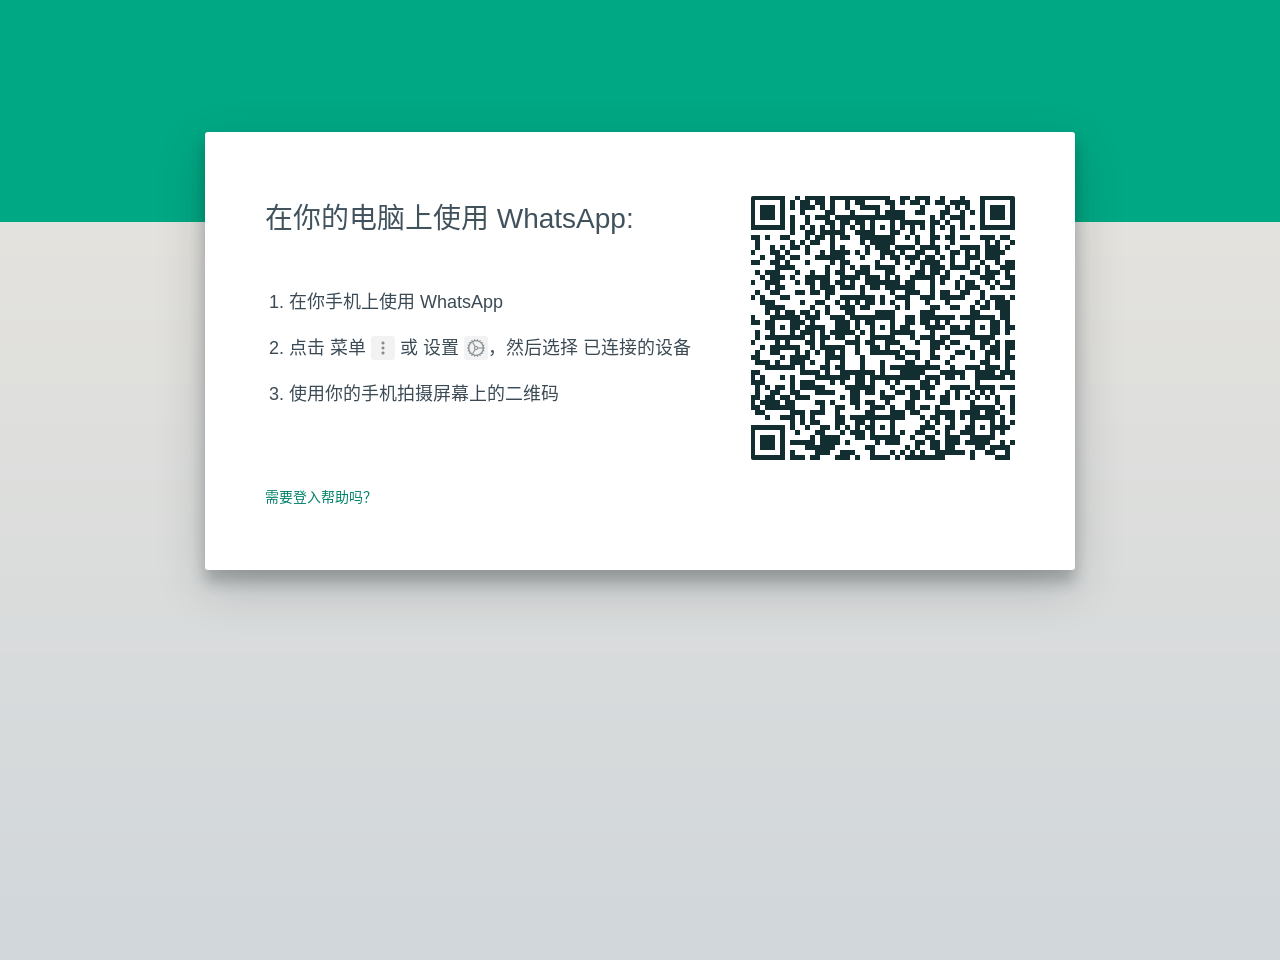 在你的电脑上使用 WhatsApp:
1. 在你手机上使用 WhatsApp
2. 点击 菜单 或 设置 ，然后选择 已连接的设备
3. 使用你的手机拍摄屏幕上的二维码
需要登入帮助吗？